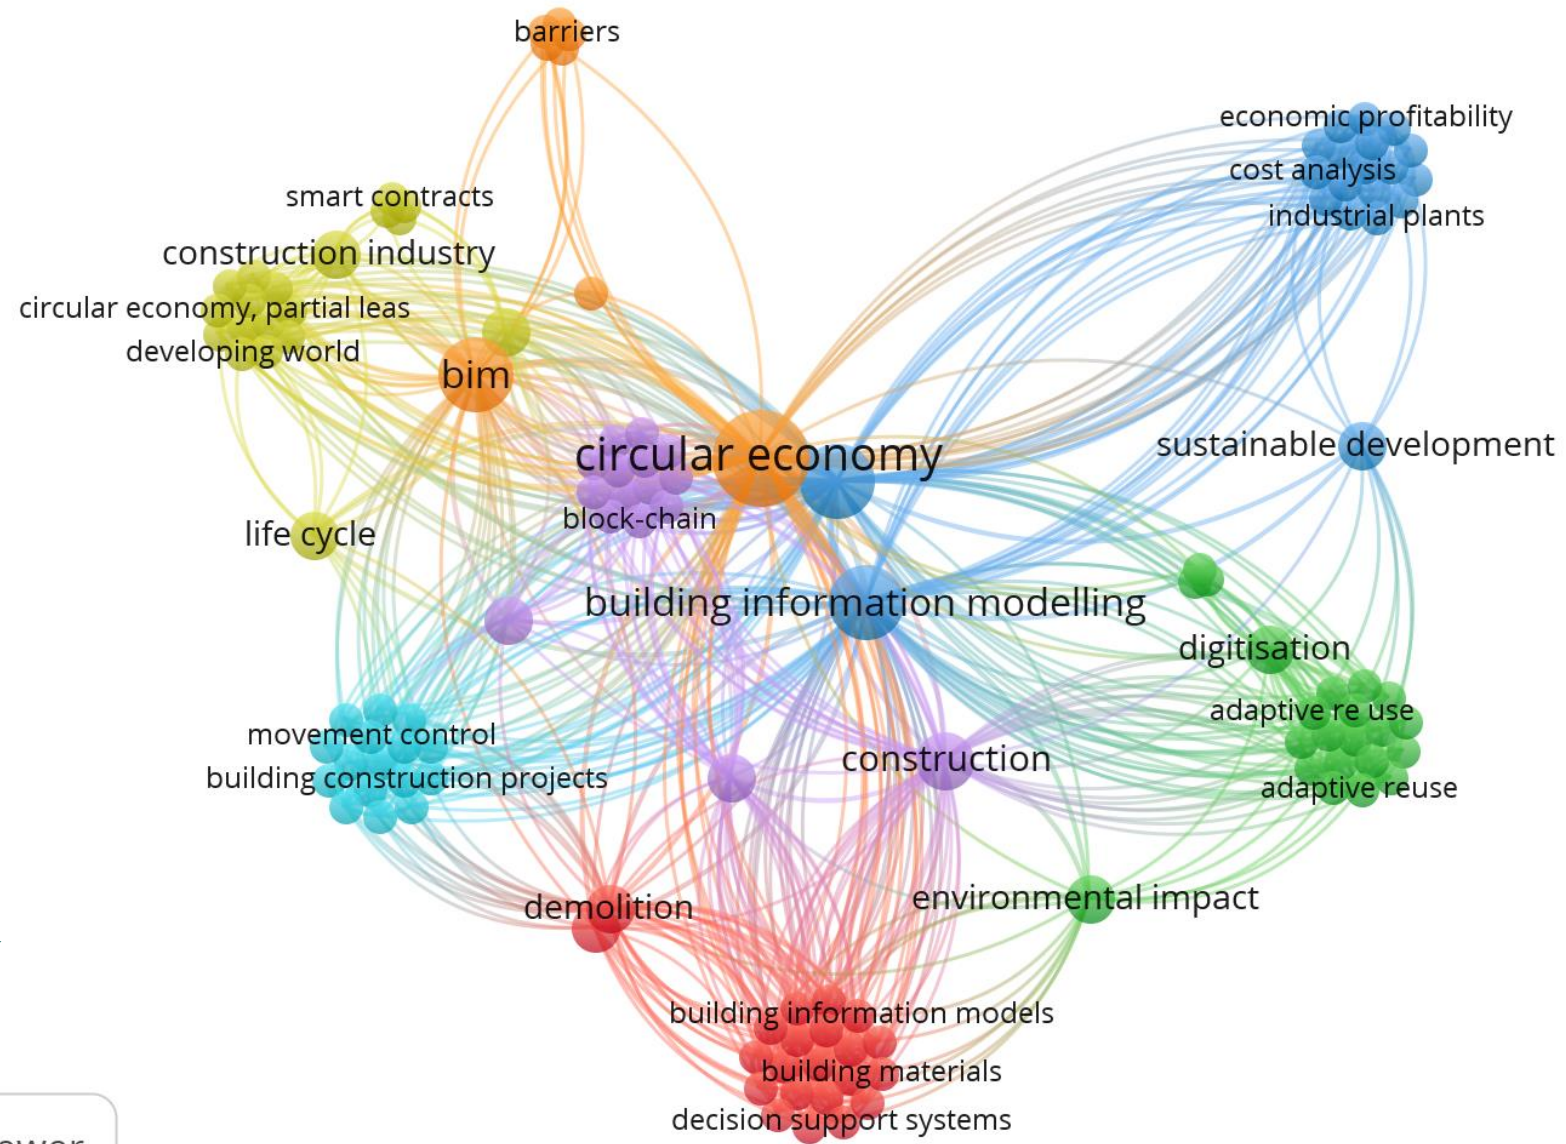 barriers
economic profitability
cost analysis
smart contracts
industrial plants
construction industry
circular economy, partial leas
developing world
bim
circular economy
sustainable development
block-chain
life cycle
building information modelling
digitisation
adaptive re use
movement control
construction
building construction projects
adaptive reuse
environmental impact
demolition
building information models
building materials
decision support systems